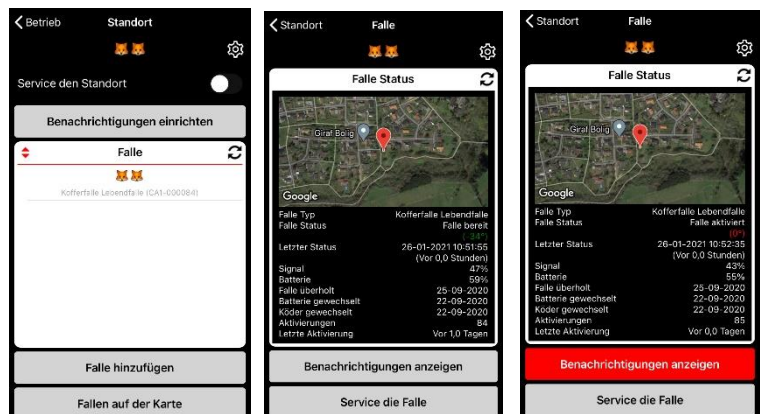 Betrieb
Standort
Service den Standort
Benachrichtigungen einrichten
Falle
Kofferfalle Lebendfalle (CA1-000084)
Falle hinzufügen
Fallen auf der Karte
Standort
Falle
Falle Status
Giraf Bolig
Google
Falle Typ Kofferfalle Lebendfalle
Falle Status Falle bereit
(-34°)
Letzter Status 26-01-2021 10:51:55
(Vor 0,0 Stunden)
Signal 47%
Batterie 59%
Falle überholt 25-09-2020
Batterie gewechselt 22-09-2020
Köder gewechselt 22-09-2020
Aktivierungen 84
Letzte Aktivierung Vor 1,0 Tagen
Benachrichtigungen anzeigen
Service die Falle
Standort
Falle
Falle Status
Giraf Bolig
Google
Falle Typ Kofferfalle Lebendfalle
Falle Status Falle aktiviert
(0°)
Letzter Status 26-01-2021 10:52:35
(Vor 0,0 Stunden)
Signal 43%
Batterie 55%
Falle überholt 25-09-2020
Batterie gewechselt 22-09-2020
Köder gewechselt 22-09-2020
Aktivierungen 85
Letzte Aktivierung Vor 0,0 Tagen
Benachrichtigungen anzeigen
Service die Falle